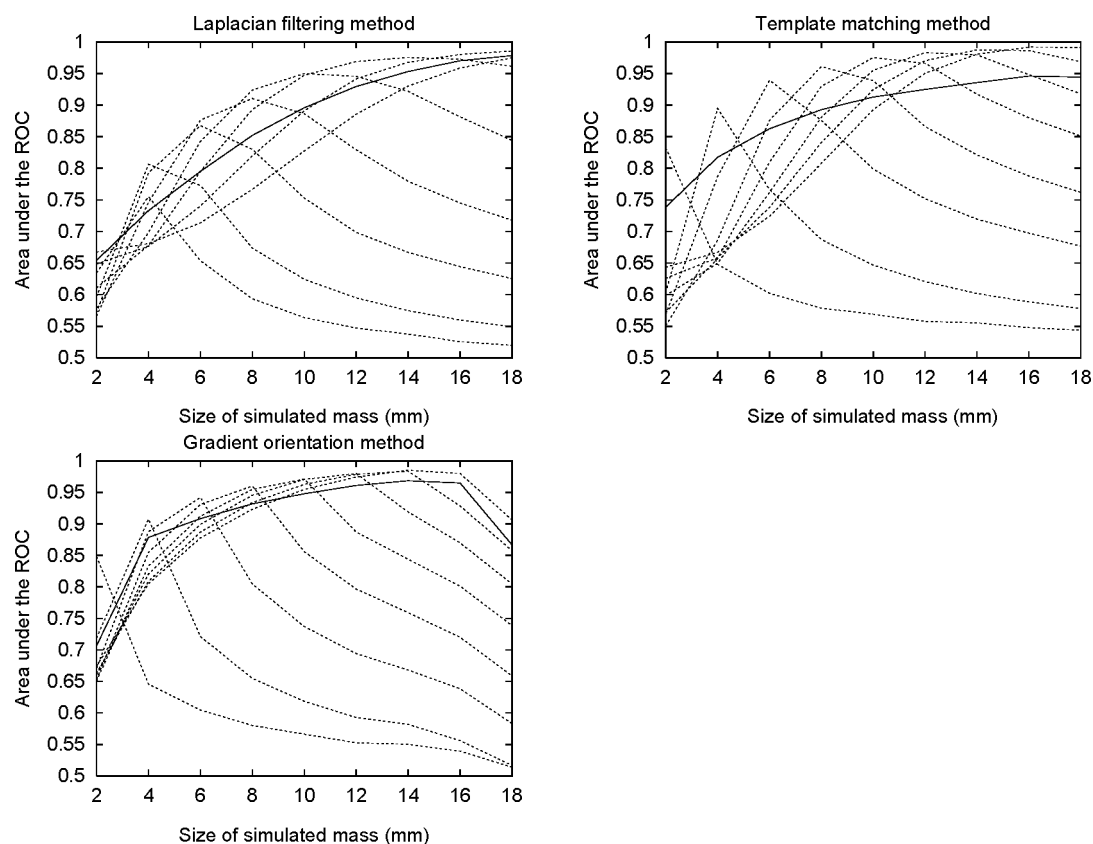 Laplacian filtering method
1
0.95
0.9
0.85
0.8
0.75
0.7
0.65
0.6
0.55
0.5
Area under the ROC
2 4 6 8 10 12 14 16 18
Size of simulated mass (mm)
Template matching method
1
0.95
0.9
0.85
0.8
0.75
0.7
0.65
0.6
0.55
0.5
Area under the ROC
2 4 6 8 10 12 14 16 18
Size of simulated mass (mm)
Gradient orientation method
1
0.95
0.9
0.85
0.8
0.75
0.7
0.65
0.6
0.55
0.5
Area under the ROC
2 4 6 8 10 12 14 16 18
Size of simulated mass (mm)